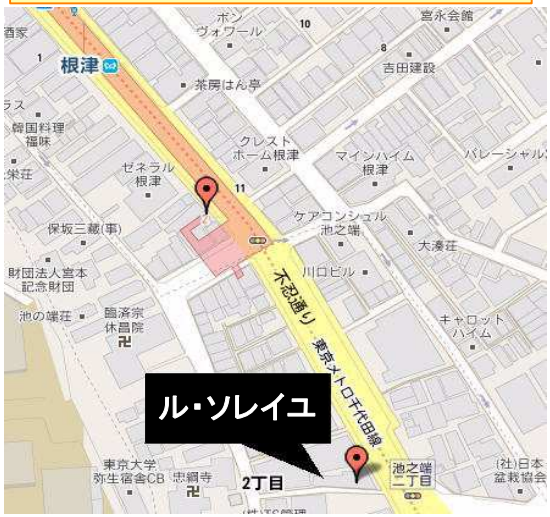 ボン
ヴォワール
10
宮永会館
酒家
8
1
根津
吉田建設
茶房はん亭
ラス
韓国料理
福味
クレスト
ホーム根津
マインハイム
根津
パレーシャル
ゼネラル
根津
栄荘
11
ケアコンシェル
池之端
保坂三蔵(事)
大湊荘
財団法人宮本
記念財団
川口ビル
不忍通り
池の端荘
臨済宗
休昌院
キャロット
ハイム
東京メトロ千代田線
ル・ソレイユ
東京大学
弥生宿舎CB
忠綱寺
2丁目
池之端
二丁目
(社)日本
盆栽協会
(株)TS管理